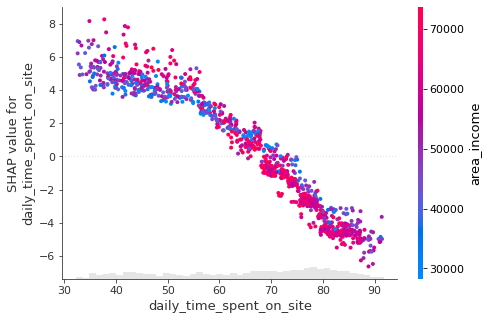 8
6
4
2
0
−2
−4
−6
SHAP value for
daily_time_spent_on_site
30 40 50 60 70 80 90
daily_time_spent_on_site
70000
60000
50000
40000
30000
area_income